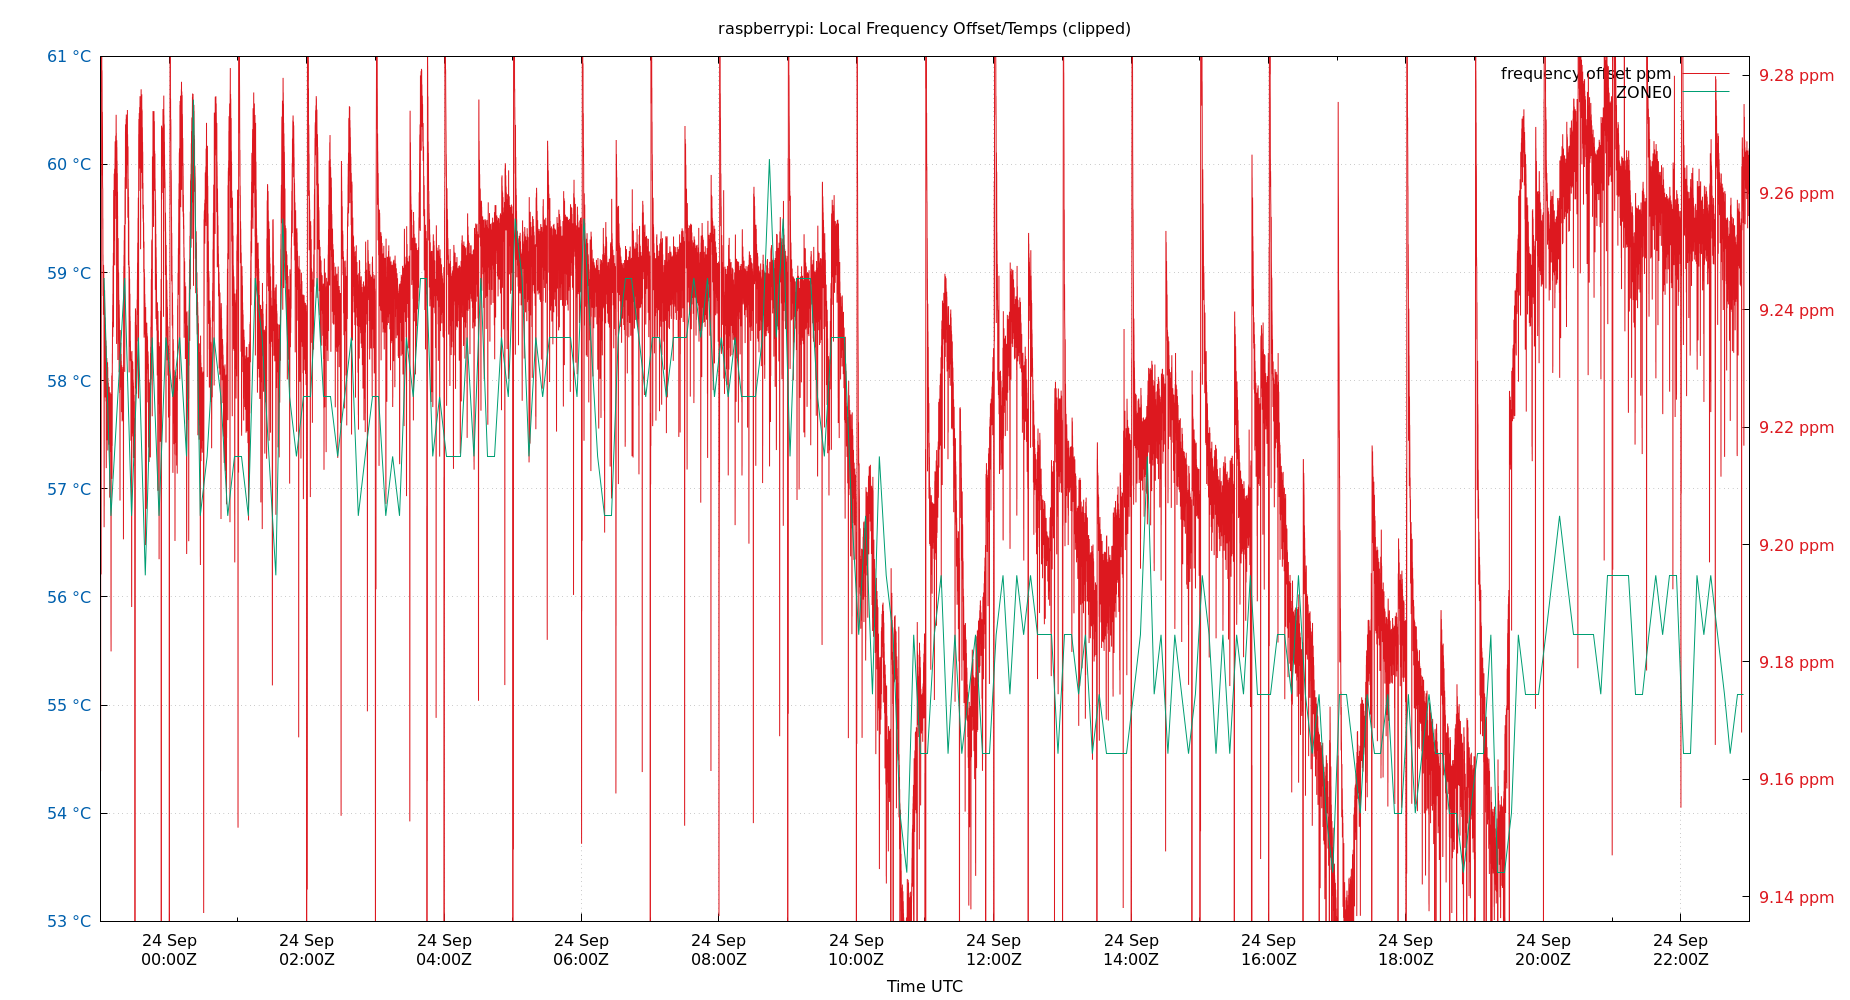 raspberrypi: Local Frequency Offset/Temps (clipped)
61 °C
60 °C
59 °C
58 °C
57 °C
56 °C
55 °C
54 °C
53 °C
frequency offset ppm
ZONE0
9.28 ppm
9.26 ppm
9.24 ppm
9.22 ppm
9.20 ppm
9.18 ppm
9.16 ppm
9.14 ppm
24 Sep 24 Sep 24 Sep 24 Sep 24 Sep 24 Sep 24 Sep 24 Sep 24 Sep 24 Sep 24 Sep 24 Sep
00:00Z 02:00Z 04:00Z 06:00Z 08:00Z 10:00Z 12:00Z 14:00Z 16:00Z 18:00Z 20:00Z 22:00Z
Time UTC